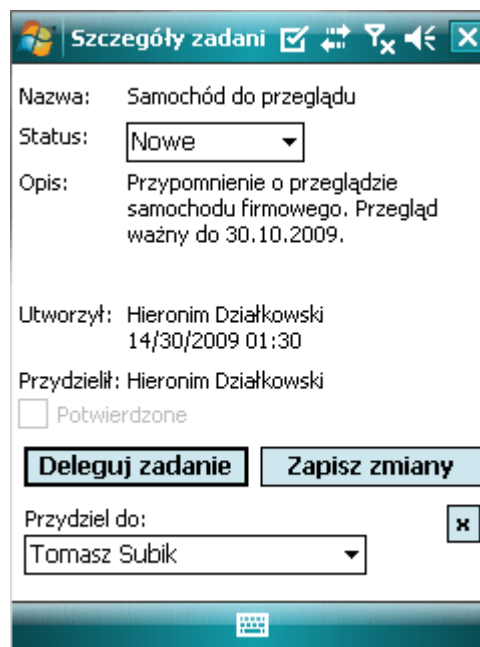 Szczegóły zadani
Nazwa: Samochód do przeglądu
Status: Nowe
Opis: Przypomnienie o przeglądzie
samochodu firmowego. Przegląd
ważny do 30.10.2009.
Utworzył: Hieronim Działkowski
14/30/2009 01:30
Przydzielił: Hieronim Działkowski
Potwierdzone
Deleguj zadanie Zapisz zmiany
Przydziel do: x
Tomasz Subik